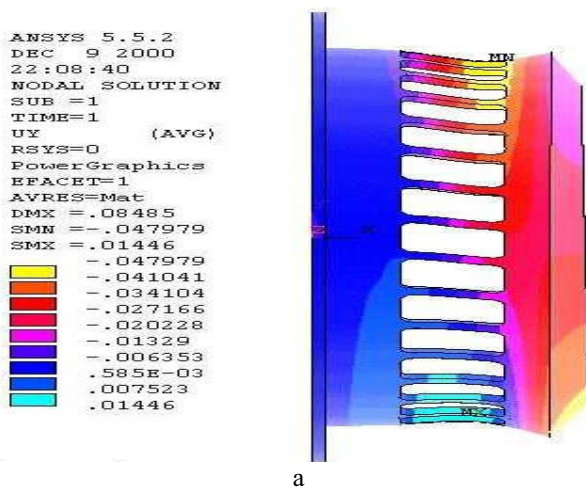 ANSYS 5.5.2
DEC 9 2000
22:08:40
NODAL SOLUTION
SUB =1
TIME=1
UY (AVG)
RSYS=0
PowerGraphics
EFACET=1
AVRES=Mat
DMX =.08485
SMN =-.047979
SMX =.01446
-.047979
-.041041
-.034104
-.027166
-.020228
-.01329
-.006353
.585E-03
.007523
.01446
MN
Z X
MX
a